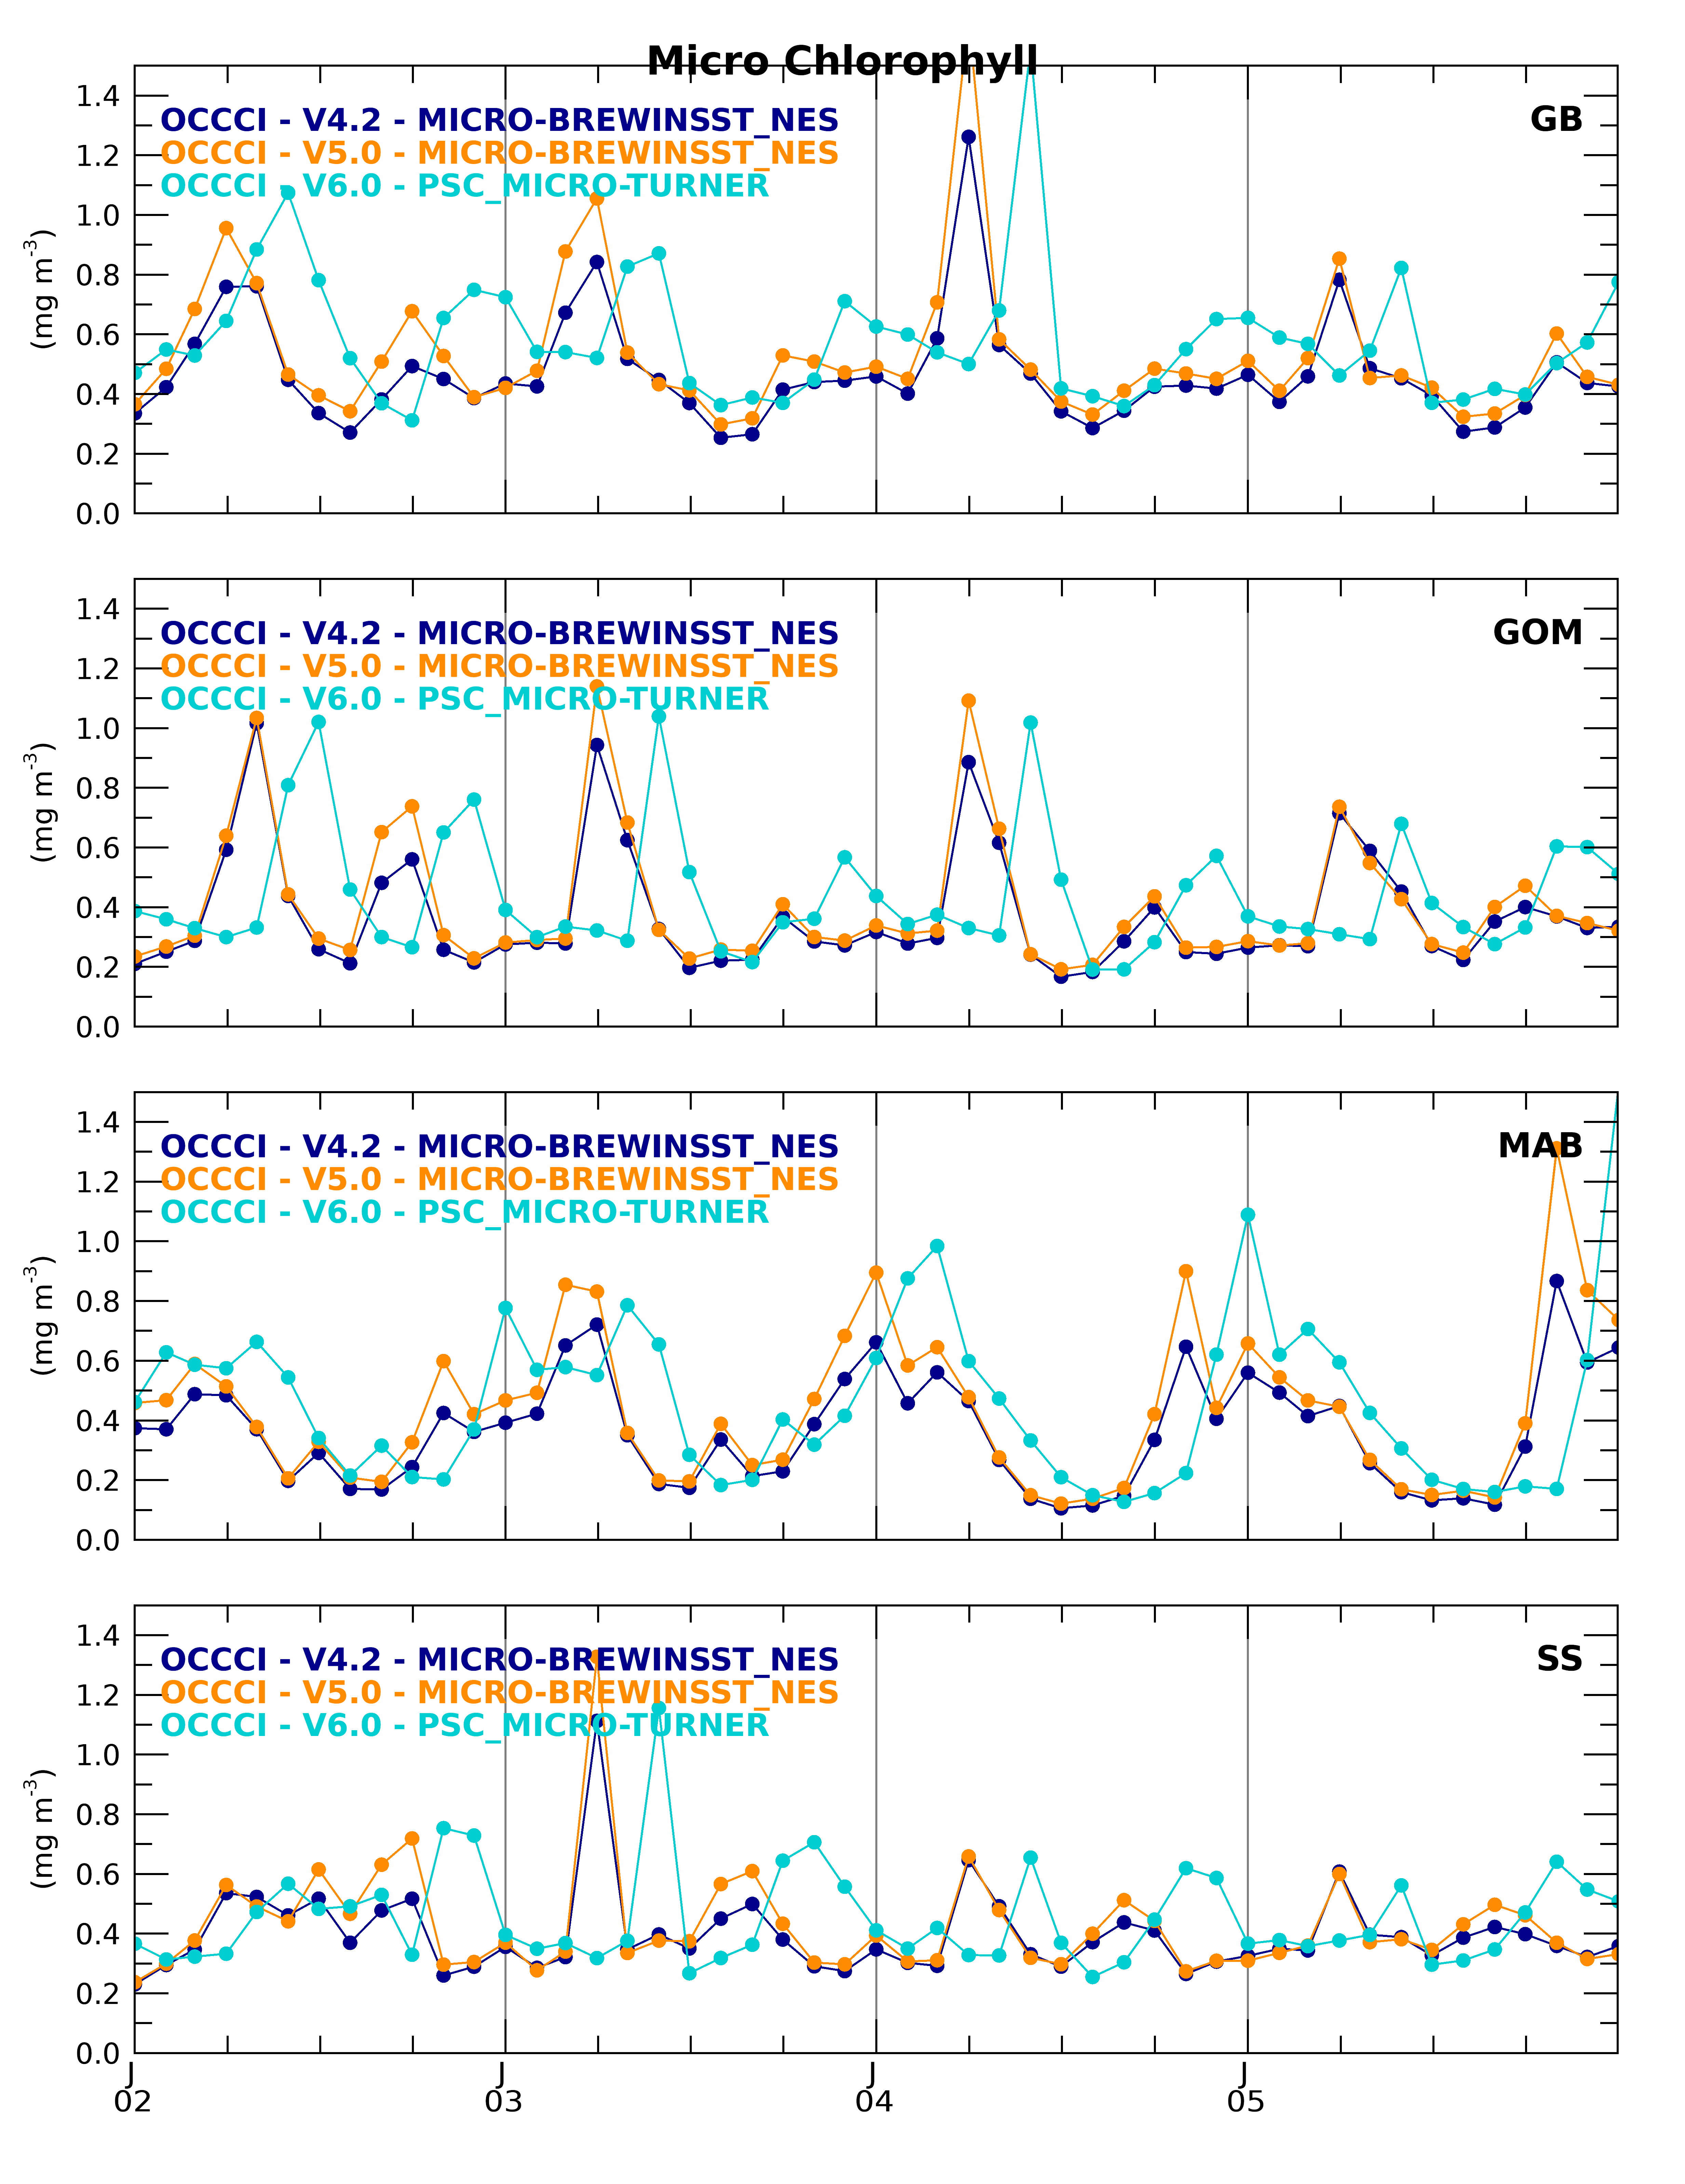 Micro Chlorophyll
1.4
1.2
1.0
0.8
0.6
0.4
0.2
0.0
(mg m-3)
OCCCI - V4.2 - MICRO-BREWINSST_NES
OCCCI - V5.0 - MICRO-BREWINSST_NES
OCCCI - V6.0 - PSC_MICRO-TURNER
GB
1.4
1.2
1.0
0.8
0.6
0.4
0.2
0.0
(mg m-3)
OCCCI - V4.2 - MICRO-BREWINSST_NES
OCCCI - V5.0 - MICRO-BREWINSST_NES
OCCCI - V6.0 - PSC_MICRO-TURNER
GOM
1.4
1.2
1.0
0.8
0.6
0.4
0.2
0.0
(mg m-3)
OCCCI - V4.2 - MICRO-BREWINSST_NES
OCCCI - V5.0 - MICRO-BREWINSST_NES
OCCCI - V6.0 - PSC_MICRO-TURNER
MAB
1.4
1.2
1.0
0.8
0.6
0.4
0.2
0.0
(mg m-3)
OCCCI - V4.2 - MICRO-BREWINSST_NES
OCCCI - V5.0 - MICRO-BREWINSST_NES
OCCCI - V6.0 - PSC_MICRO-TURNER
SS
J J J J
02 03 04 05